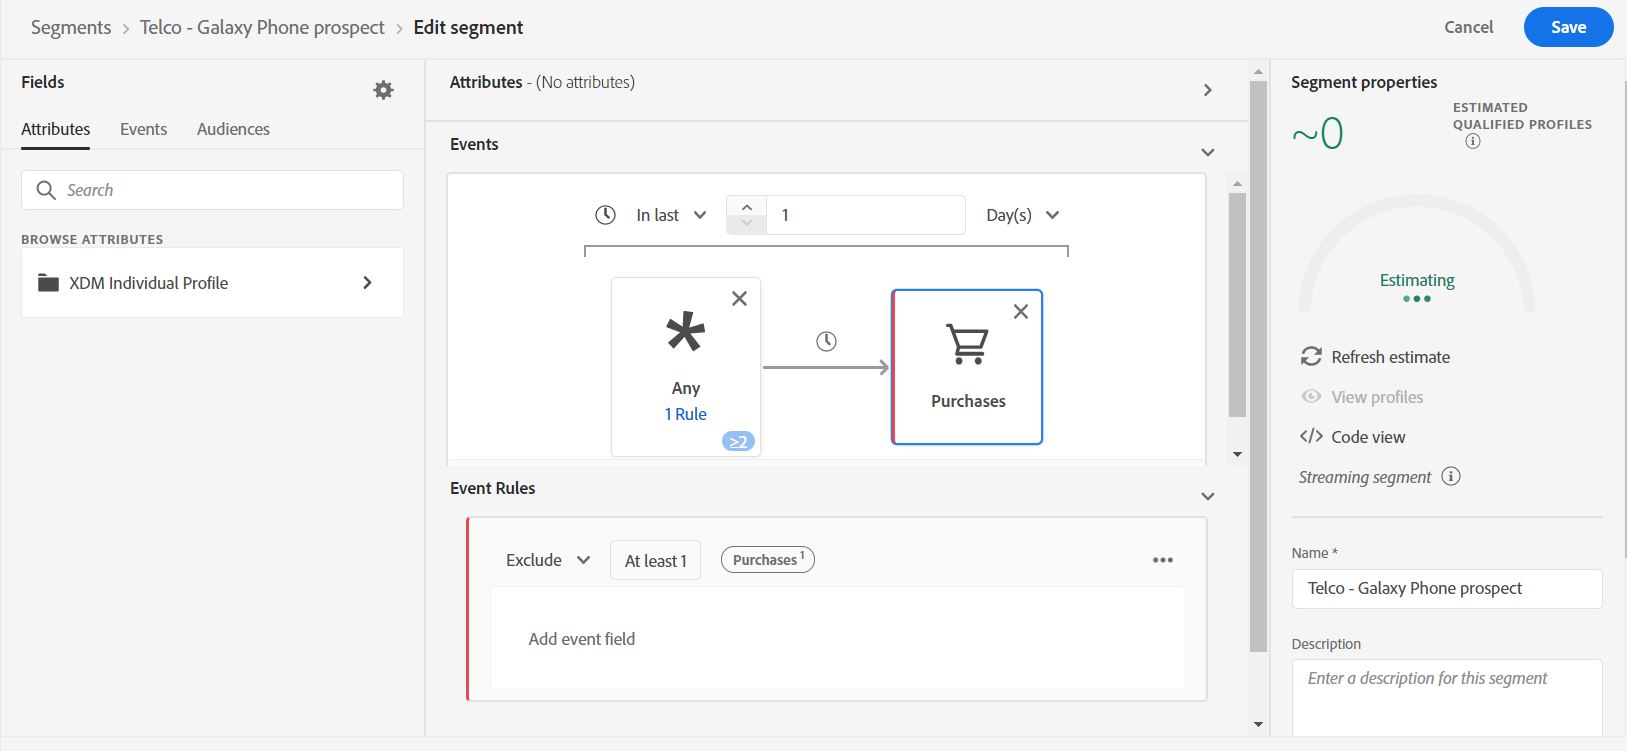 Segments › Telco - Galaxy Phone prospect › Edit segment
Cancel
Save
Fields
Attributes Events Audiences
Search
BROWSE ATTRIBUTES
XDM Individual Profile
Attributes - (No attributes)
Events
In last 1 Day(s)
Any
1 Rule
≥2
Purchases
Event Rules
Exclude At least 1 Purchases 1
Add event field
Segment properties
~0
ESTIMATED
QUALIFIED PROFILES
Estimating
Refresh estimate
View profiles
</> Code view
Streaming segment
Name *
Telco - Galaxy Phone prospect
Description
Enter a description for this segment